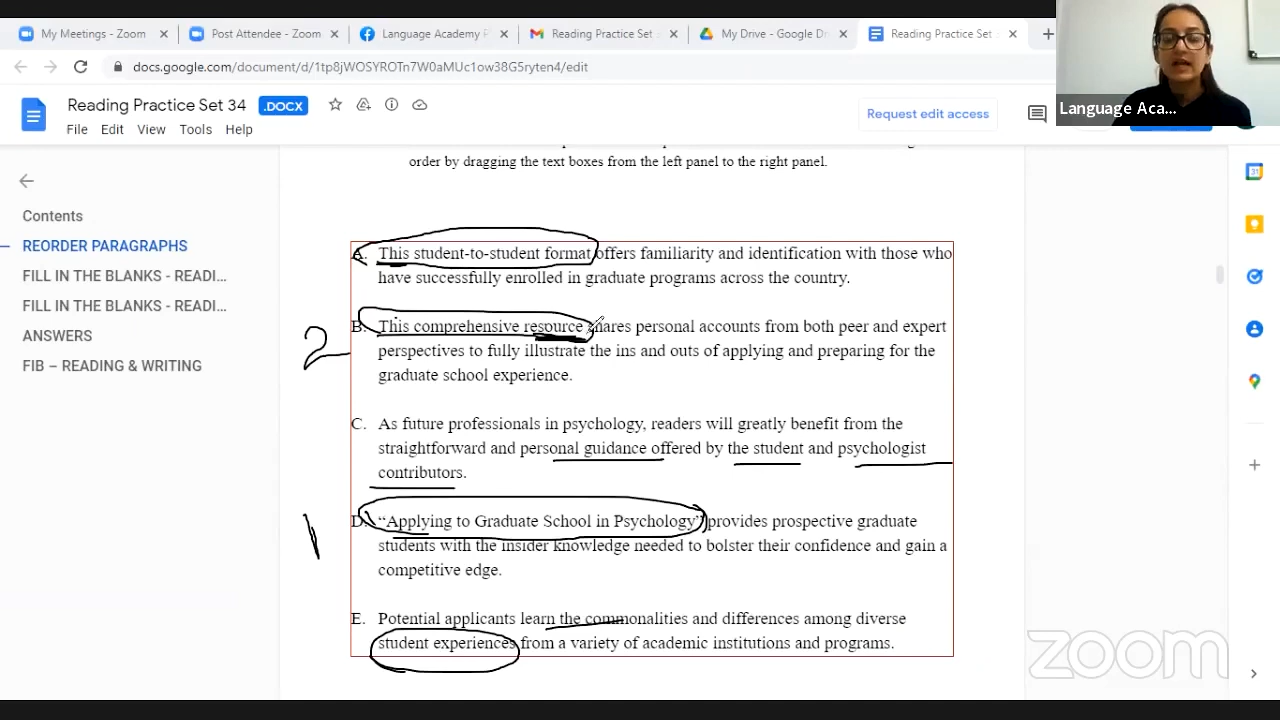 My Meetings - Zoom
Post Attendee - Zoom
Language Academy
Reading Practice Set
My Drive - Google Dr
Reading Practice Set
docs.google.com/document/d/1tp8jWOSYROTn7W0aMUc1ow38G5ryten4/edit
Reading Practice Set 34 .DOCX
File Edit View Tools Help
Request edit access
Language Aca...
order by dragging the text boxes from the left panel to the right panel.
Contents
REORDER PARAGRAPHS
FILL IN THE BLANKS - READI...
FILL IN THE BLANKS - READI...
ANSWERS
FIB – READING & WRITING
A. This student-to-student format offers familiarity and identification with those who
have successfully enrolled in graduate programs across the country.
2
B. This comprehensive resource shares personal accounts from both peer and expert
perspectives to fully illustrate the ins and outs of applying and preparing for the
graduate school experience.
C. As future professionals in psychology, readers will greatly benefit from the
straightforward and personal guidance offered by the student and psychologist
contributors.
1
D. “Applying to Graduate School in Psychology” provides prospective graduate
students with the insider knowledge needed to bolster their confidence and gain a
competitive edge.
E. Potential applicants learn the commonalities and differences among diverse
student experiences from a variety of academic institutions and programs.
31
zoom